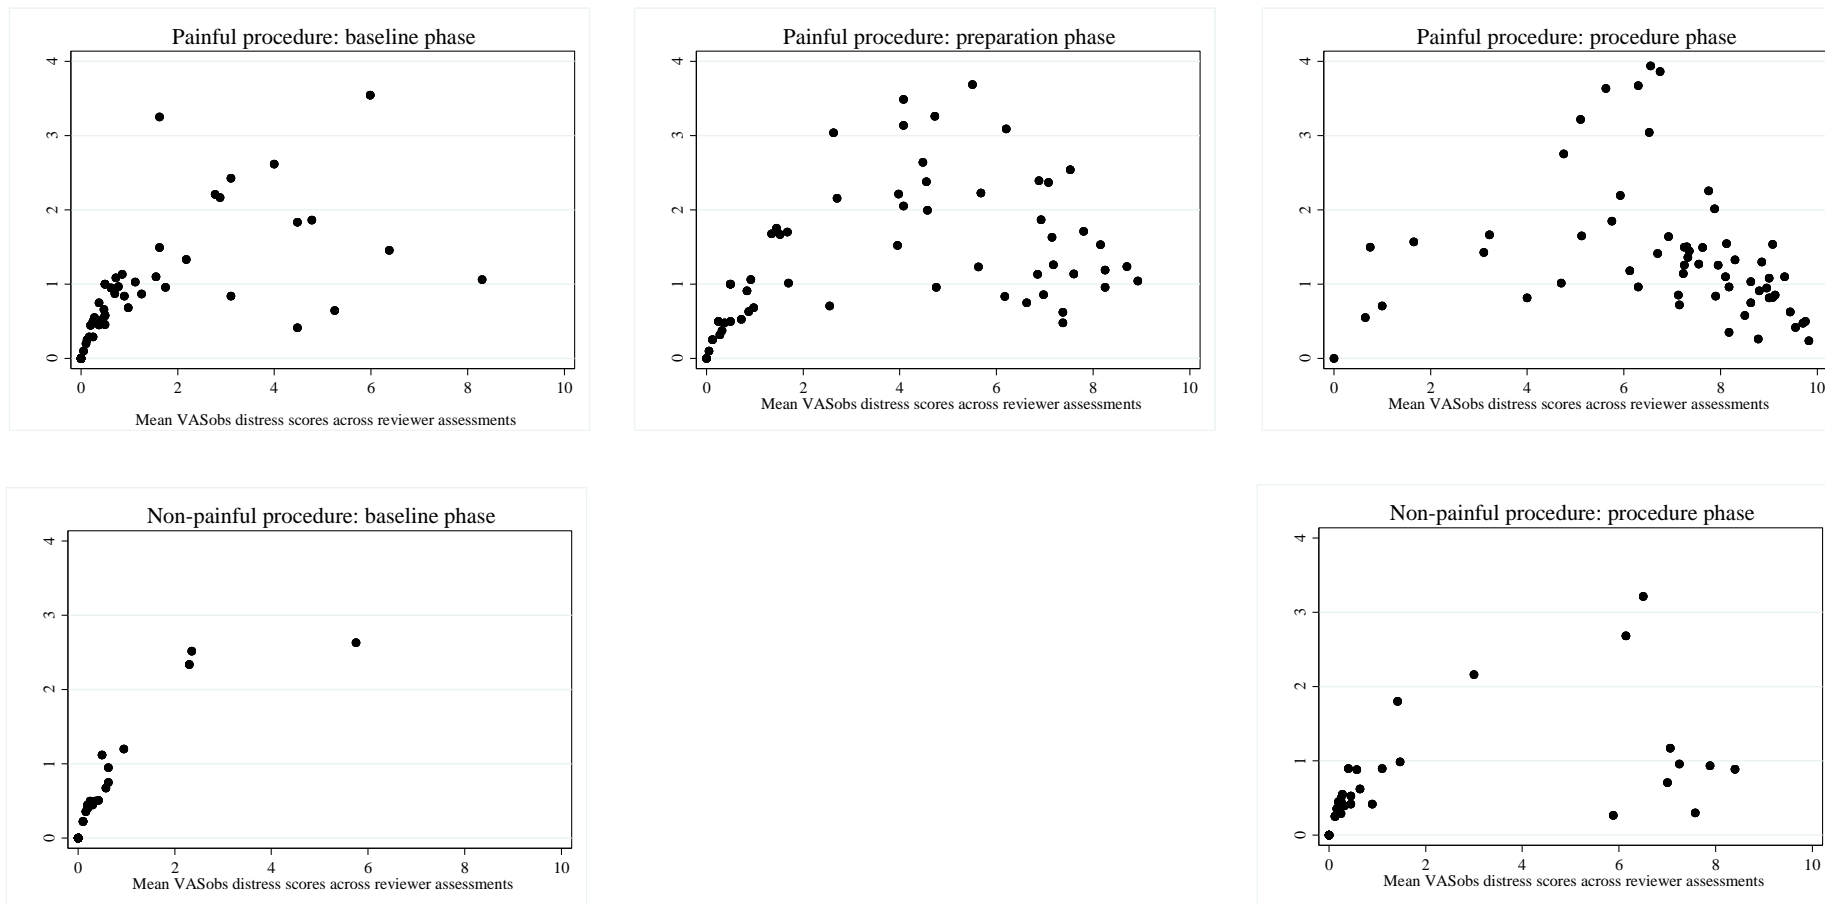 Painful procedure: baseline phase
4
3
2
1
0
0 2 4 6 8 10
Mean VASobs distress scores across reviewer assessments
Painful procedure: preparation phase
4
3
2
1
0
0 2 4 6 8 10
Mean VASobs distress scores across reviewer assessments
Painful procedure: procedure phase
4
3
2
1
0
0 2 4 6 8 10
Mean VASobs distress scores across reviewer assessments
Non-painful procedure: baseline phase
4
3
2
1
0
0 2 4 6 8 10
Mean VASobs distress scores across reviewer assessments
Non-painful procedure: procedure phase
4
3
2
1
0
0 2 4 6 8 10
Mean VASobs distress scores across reviewer assessments